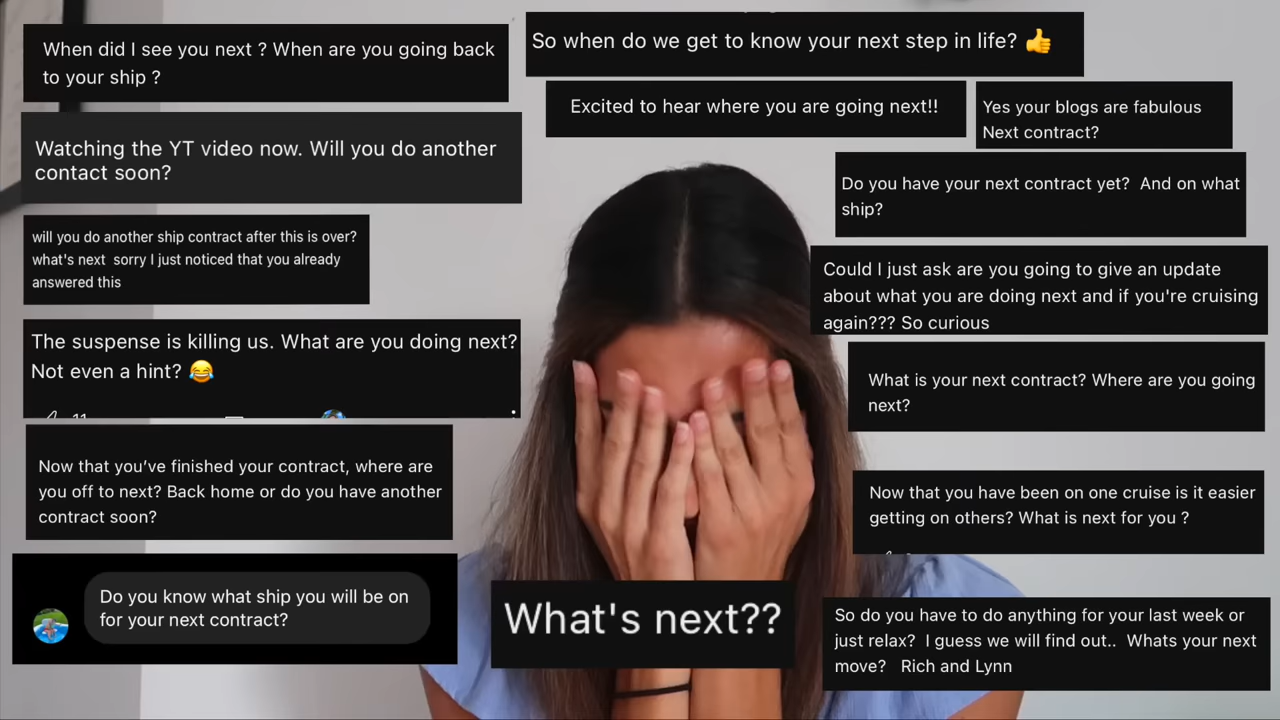 When did I see you next ? When are you going back
to your ship ?
Watching the YT video now. Will you do another
contact soon?
will you do another ship contract after this is over?
what's next  sorry I just noticed that you already
answered this
The suspense is killing us. What are you doing next?
Not even a hint? 😂
11
Now that you’ve finished your contract, where are
you off to next? Back home or do you have another
contract soon?
Do you know what ship you will be on
for your next contract?
So when do we get to know your next step in life? 👍
Excited to hear where you are going next!!
Yes your blogs are fabulous
Next contract?
Do you have your next contract yet?  And on what
ship?
Could I just ask are you going to give an update
about what you are doing next and if you're cruising
again??? So curious
What is your next contract? Where are you going
next?
Now that you have been on one cruise is it easier
getting on others? What is next for you ?
What's next??
So do you have to do anything for your last week or
just relax?  I guess we will find out..  Whats your next
move?   Rich and Lynn